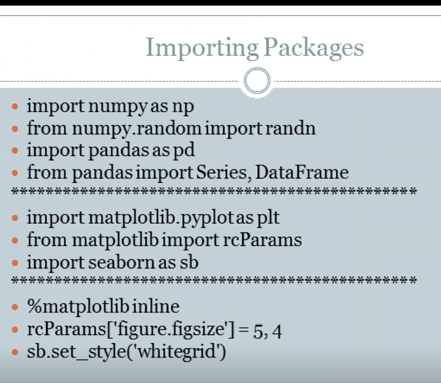 Importing Packages
import numpy as np
from numpy.random import randn
import pandas as pd
from pandas import Series, DataFrame
***********************************************
import matplotlib.pyplot as plt
from matplotlib import rcParams
import seaborn as sb
***********************************************
%matplotlib inline
rcParams['figure.figsize'] = 5, 4
sb.set_style('whitegrid')